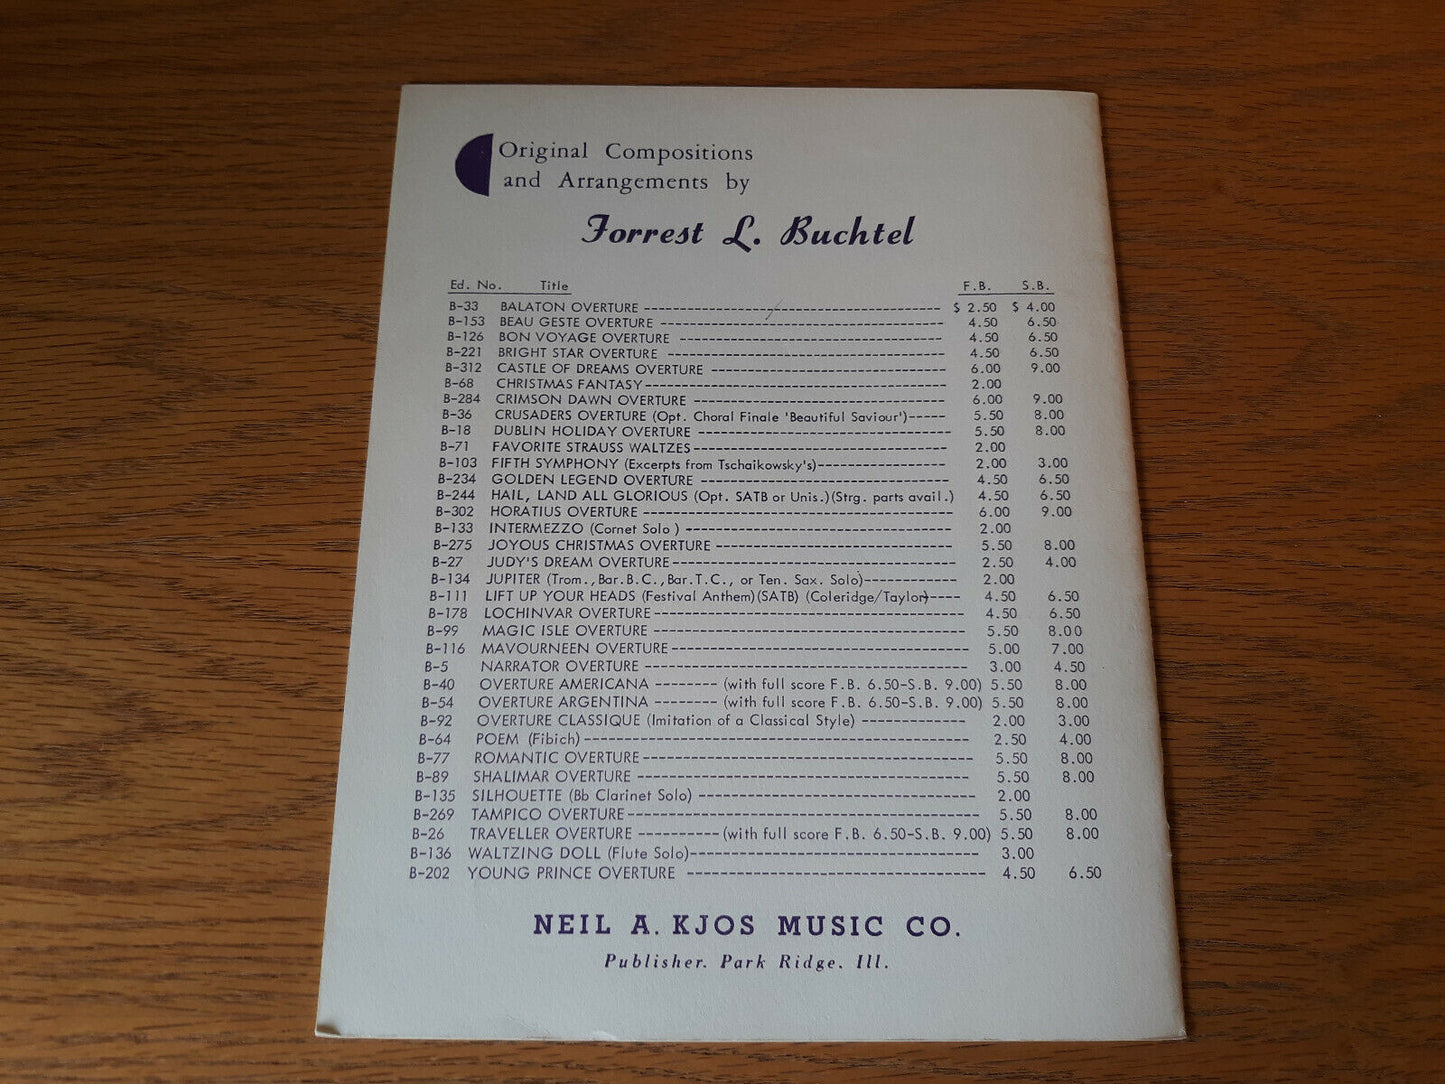 Original Compositions
and Arrangements by
Forrest L. Buchtel
Ed. No. Title F.B. S.B.
B-33 BALATON OVERTURE ---------- $ 2.50 $ 4.00
B-153 BEAU GESTE OVERTURE ---------- 4.50 6.50
B-126 BON VOYAGE OVERTURE ---------- 4.50 6.50
B-221 BRIGHT STAR OVERTURE ---------- 4.50 6.50
B-312 CASTLE OF DREAMS OVERTURE ---------- 6.00 9.00
B-68 CHRISTMAS FANTASY ---------- 2.00
B-284 CRIMSON DAWN OVERTURE ---------- 6.00 9.00
B-36 CRUSADERS OVERTURE (Opt. Choral Finale 'Beautiful Saviour')----- 5.50 8.00
B-18 DUBLIN HOLIDAY OVERTURE ---------- 5.50 8.00
B-71 FAVORITE STRAUSS WALTZES ---------- 2.00
B-103 FIFTH SYMPHONY (Excerpts from Tschaikowsky's)---------- 2.00 3.00
B-234 GOLDEN LEGEND OVERTURE ---------- 4.50 6.50
B-244 HAIL, LAND ALL GLORIOUS (Opt. SATB or Unis.)(Strg. parts avail.) 4.50 6.50
B-302 HORATIUS OVERTURE ---------- 6.00 9.00
B-133 INTERMEZZO (Cornet Solo ) ---------- 2.00
B-275 JOYOUS CHRISTMAS OVERTURE ---------- 5.50 8.00
B-27 JUDY'S DREAM OVERTURE ---------- 2.50 4.00
B-134 JUPITER (Trom.,Bar.B.C.,Bar.T.C., or Ten. Sax. Solo)---------- 2.00
B-111 LIFT UP YOUR HEADS (Festival Anthem)(SATB) (Coleridge/Taylor)---- 4.50 6.50
B-178 LOCHINVAR OVERTURE ---------- 4.50 6.50
B-99 MAGIC ISLE OVERTURE ---------- 5.50 8.00
B-116 MAVOURNEEN OVERTURE ---------- 5.00 7.00
B-5 NARRATOR OVERTURE ---------- 3.00 4.50
B-40 OVERTURE AMERICANA -------- (with full score F.B. 6.50-S.B. 9.00) 5.50 8.00
B-54 OVERTURE ARGENTINA -------- (with full score F.B. 6.50-S.B. 9.00) 5.50 8.00
B-92 OVERTURE CLASSIQUE (Imitation of a Classical Style) ---------- 2.00 3.00
B-64 POEM (Fibich) ---------- 2.50 4.00
B-77 ROMANTIC OVERTURE ---------- 5.50 8.00
B-89 SHALIMAR OVERTURE ---------- 5.50 8.00
B-135 SILHOUETTE (Bb Clarinet Solo) ---------- 2.00
B-269 TAMPICO OVERTURE ---------- 5.50 8.00
B-26 TRAVELLER OVERTURE ---------- (with full score F.B. 6.50-S.B. 9.00) 5.50 8.00
B-136 WALTZING DOLL (Flute Solo)---------- 3.00
B-202 YOUNG PRINCE OVERTURE ---------- 4.50 6.50
NEIL A. KJOS MUSIC CO.
Publisher. Park Ridge. Ill.